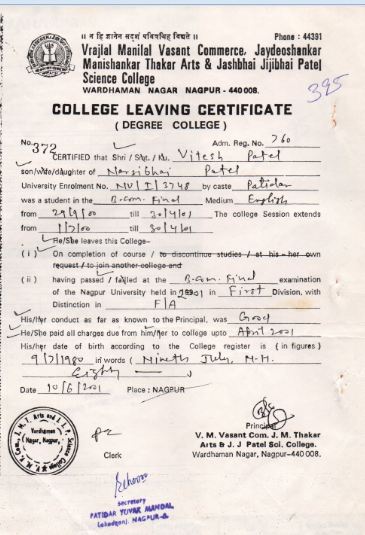 ॥ न हि ज्ञानेन सदृशं पवित्रमिह विद्यते ॥ Phone : 44391
Vrajlal Manilal Vasant Commerce, Jaydeoshankar
Manishankar Thakar Arts & Jashbhai Jijibhai Patel
Science College
WARDHAMAN NAGAR NAGPUR - 440 008.
395
COLLEGE LEAVING CERTIFICATE
( DEGREE COLLEGE )
No. 372 Adm. Reg. No. 760
CERTIFIED that Shri / Smt. / Ku. Vitesh Patel
son/wife/daughter of Narsibhai Patel
University Enrolment No. NU/I/3748 by caste Patidar
was a student in the B.com. Final Medium English
from 29/9/00 till 30/4/01 The college Session extends
from 1/7/00 till 30/4/01
He/She leaves this College-
( i ) On completion of course / to discontinue studies / at his - her own
request / to join another college and
( ii ) having passed / failed at the B.com. Final examination
of the Nagpur University held in 2001 in First Division, with
Distinction in F/A
His/Her conduct as far as known to the Principal, was Good
He/She paid all charges due from him/her to college upto April 2001
His/her date of birth according to the College register is ( in figures )
9/7/1980 in words ( Nineth July, N.H.
Eighty
Date 10/6/2001 Place : NAGPUR
Principal
Clerk
V. M. Vasant Com. J. M. Thakar
Arts & J. J Patel Sci. College.
Wardhaman Nagar, Nagpur-440 008.
Wardhaman
Nagar, Nagpur
secretary
PATIDAR YUVAK MANDAL
NAGPUR-8